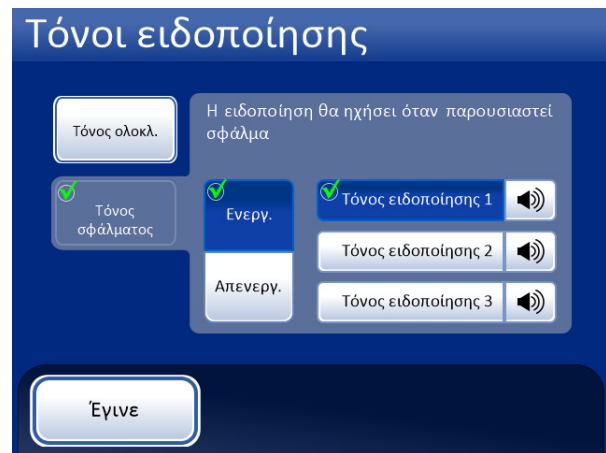 Τόνοι ειδοποίησης
Τόνος ολοκλ.
Η ειδοποίηση θα ηχήσει όταν παρουσιαστεί
σφάλμα
Τόνος
σφάλματος
Ενεργ.
Απενεργ.
Τόνος ειδοποίησης 1
Τόνος ειδοποίησης 2
Τόνος ειδοποίησης 3
Έγινε